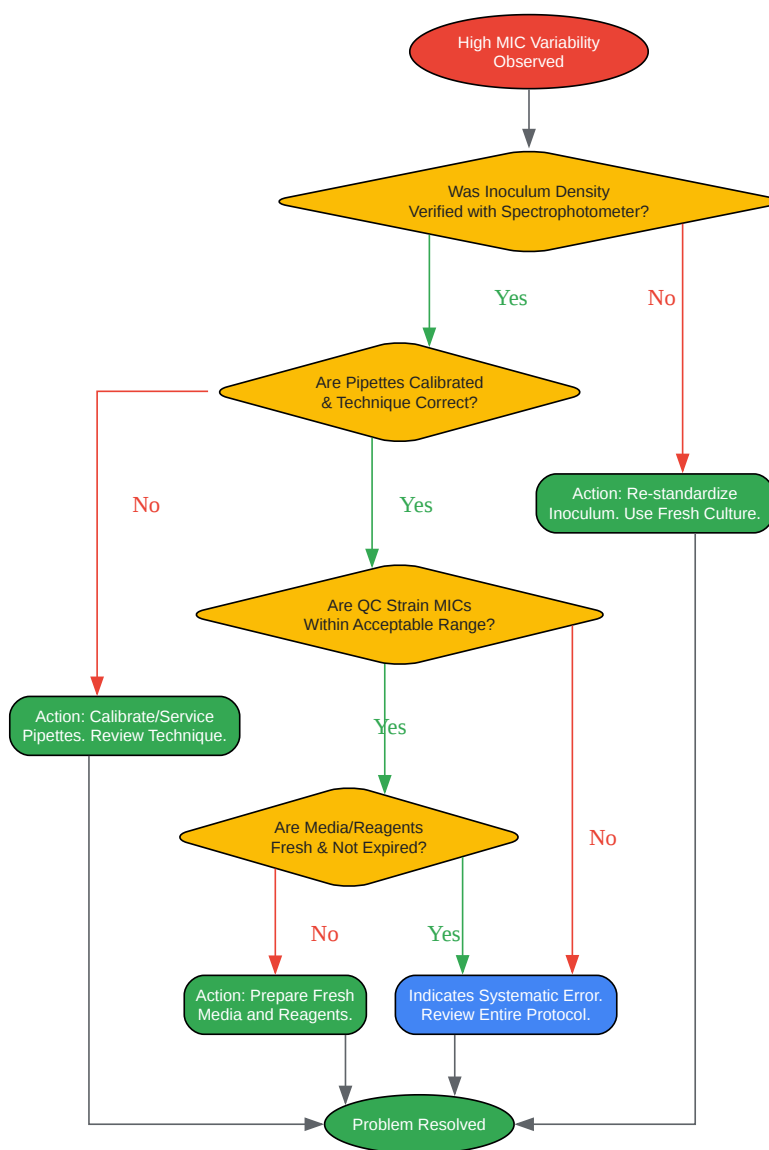 High MIC Variability
Observed
Was Inoculum Density
Verified with Spectrophotometer?
Yes
No
Are Pipettes Calibrated
& Technique Correct?
No
Yes
Action: Re-standardize
Inoculum. Use Fresh Culture.
Are QC Strain MICs
Within Acceptable Range?
Action: Calibrate/Service
Pipettes. Review Technique.
Yes
No
Are Media/Reagents
Fresh & Not Expired?
No
Yes
Action: Prepare Fresh
Media and Reagents.
Indicates Systematic Error.
Review Entire Protocol.
Problem Resolved